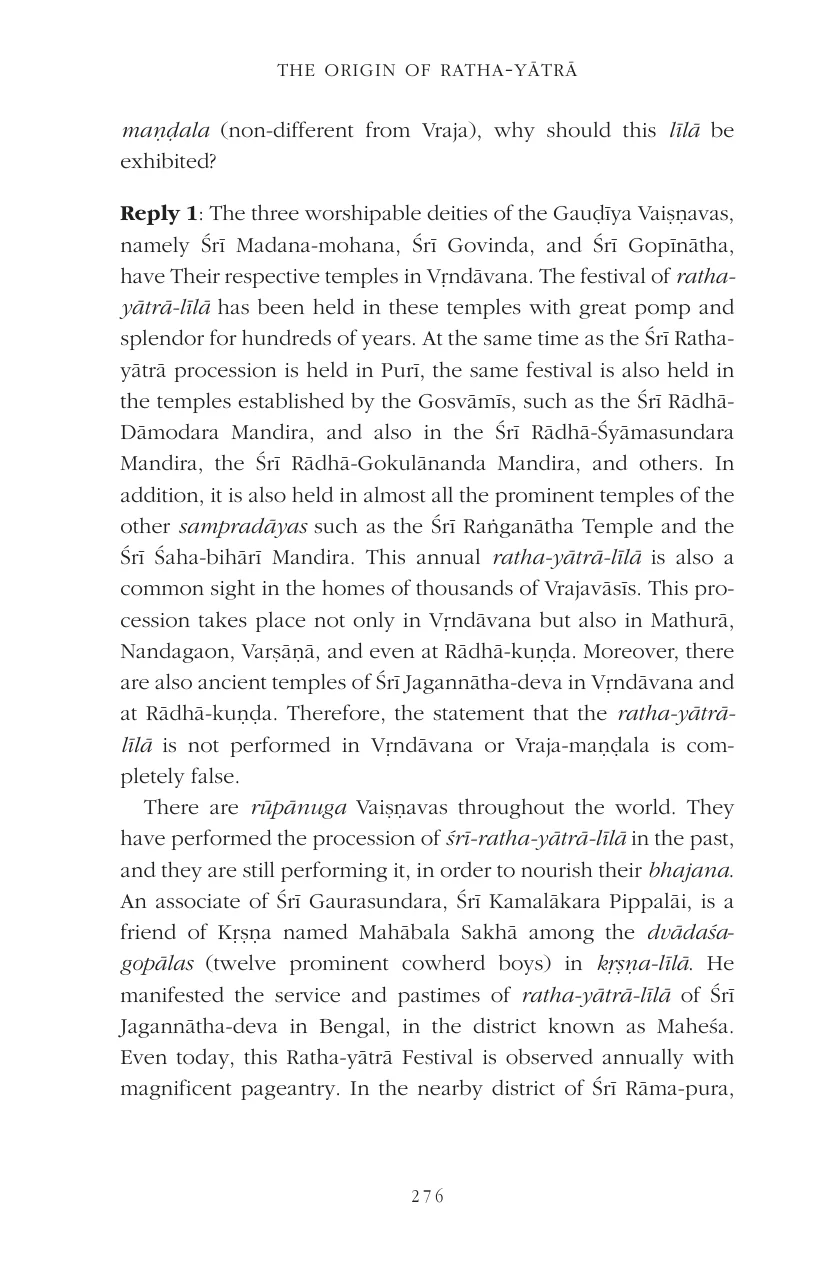 THE ORIGIN OF RATHA-YĀTRĀ
maṇḍala (non-different from Vraja), why should this līlā be
exhibited?
Reply 1: The three worshipable deities of the Gauḍīya Vaiṣṇavas,
namely Śrī Madana-mohana, Śrī Govinda, and Śrī Gopīnātha,
have Their respective temples in Vṛndāvana. The festival of ratha-
yātrā-līlā has been held in these temples with great pomp and
splendor for hundreds of years. At the same time as the Śrī Ratha-
yātrā procession is held in Purī, the same festival is also held in
the temples established by the Gosvāmīs, such as the Śrī Rādhā-
Dāmodara Mandira, and also in the Śrī Rādhā-Śyāmasundara
Mandira, the Śrī Rādhā-Gokulānanda Mandira, and others. In
addition, it is also held in almost all the prominent temples of the
other sampradāyas such as the Śrī Raṅganātha Temple and the
Śrī Śaha-bihārī Mandira. This annual ratha-yātrā-līlā is also a
common sight in the homes of thousands of Vrajavāsīs. This pro-
cession takes place not only in Vṛndāvana but also in Mathurā,
Nandagaon, Varṣāṇā, and even at Rādhā-kuṇḍa. Moreover, there
are also ancient temples of Śrī Jagannātha-deva in Vṛndāvana and
at Rādhā-kuṇḍa. Therefore, the statement that the ratha-yātrā-
līlā is not performed in Vṛndāvana or Vraja-maṇḍala is com-
pletely false.
There are rūpānuga Vaiṣṇavas throughout the world. They
have performed the procession of śrī-ratha-yātrā-līlā in the past,
and they are still performing it, in order to nourish their bhajana.
An associate of Śrī Gaurasundara, Śrī Kamalākara Pippalāi, is a
friend of Kṛṣṇa named Mahābala Sakhā among the dvādaśa-
gopālas (twelve prominent cowherd boys) in kṛṣṇa-līlā. He
manifested the service and pastimes of ratha-yātrā-līlā of Śrī
Jagannātha-deva in Bengal, in the district known as Maheśa.
Even today, this Ratha-yātrā Festival is observed annually with
magnificent pageantry. In the nearby district of Śrī Rāma-pura,
276